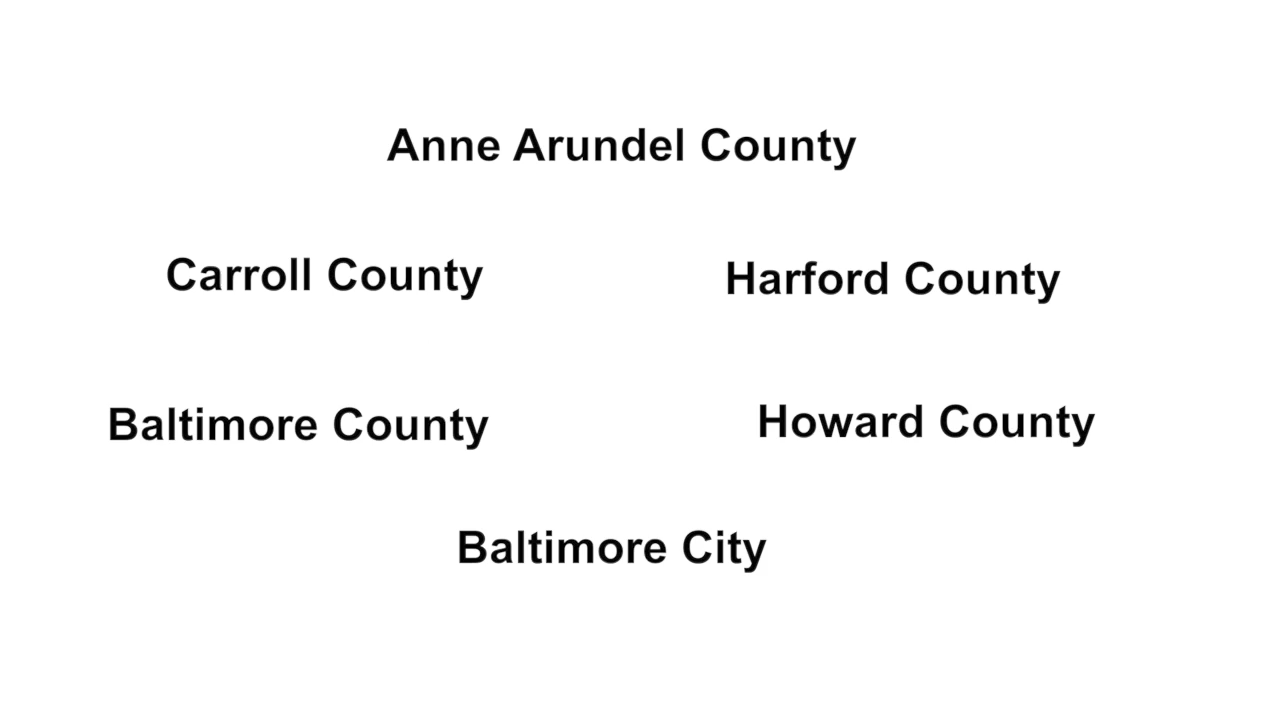 Anne Arundel County
Carroll County
Harford County
Baltimore County
Howard County
Baltimore City